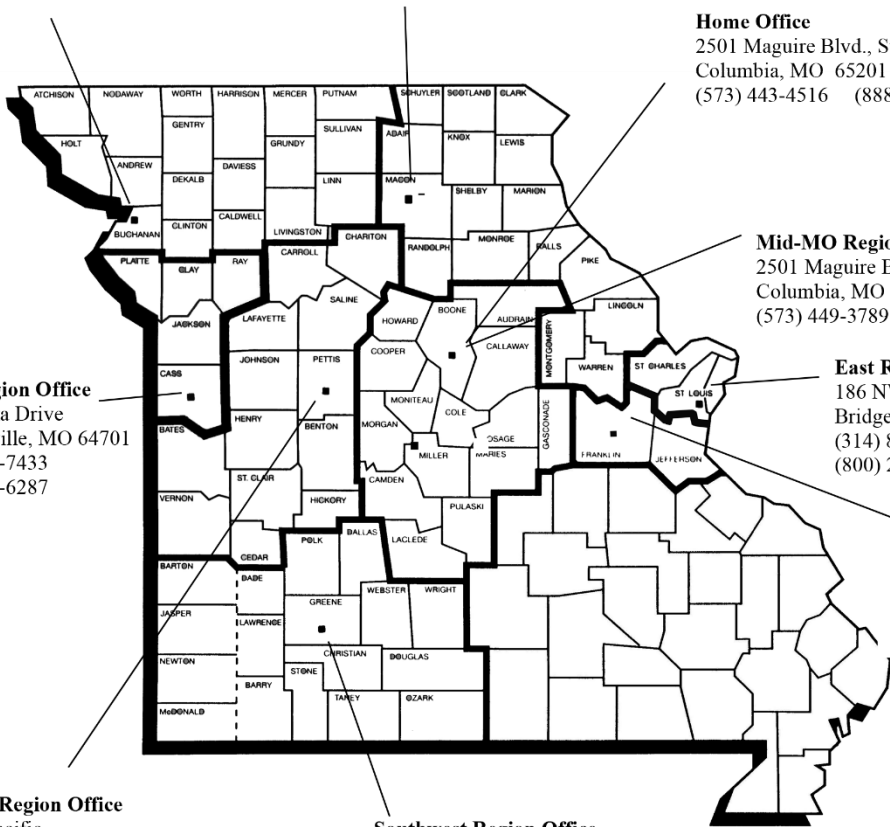 Home Office
2501 Maguire Blvd., S
Columbia, MO 65201
(573) 443-4516 (888
ATCHISON
NODAWAY
WORTH
HARRISON
MERCER
PUTNAM
SCHUYLER
SCOTLAND
CLARK
HOLT
GENTRY
SULLIVAN
ADAIR
KNOX
LEWIS
ANDREW
DEKALB
DAVIESS
GRUNDY
LINN
MACON
SHELBY
MARION
BUCHANAN
CLINTON
CALDWELL
LIVINGSTON
CHARITON
RANDOLPH
MONROE
RALLS
PIKE
PLATTE
CLAY
RAY
CARROLL
Mid-MO Regio
2501 Maguire B
Columbia, MO
(573) 449-3789
JACKSON
LAFAYETTE
SALINE
HOWARD
BOONE
AUDRAIN
CALLAWAY
MONTGOMERY
LINCOLN
WARREN
ST CHARLES
ST LOUIS
CASS
JOHNSON
PETTIS
COOPER
MONITEAU
COLE
OSAGE
GASCONADE
FRANKLIN
JEFFERSON
gion Office
a Drive
ille, MO 64701
-7433
-6287
East R
186 NW
Bridge
(314) 8
(800) 2
BATES
HENRY
BENTON
MORGAN
MILLER
MARIES
VERNON
ST. CLAIR
HICKORY
CAMDEN
PULASKI
CEDAR
POLK
DALLAS
LACLEDE
BARTON
DADE
GREENE
WEBSTER
WRIGHT
JASPER
LAWRENCE
CHRISTIAN
DOUGLAS
NEWTON
BARRY
STONE
TANEY
OZARK
McDONALD
Region Office
Southwest Region Office